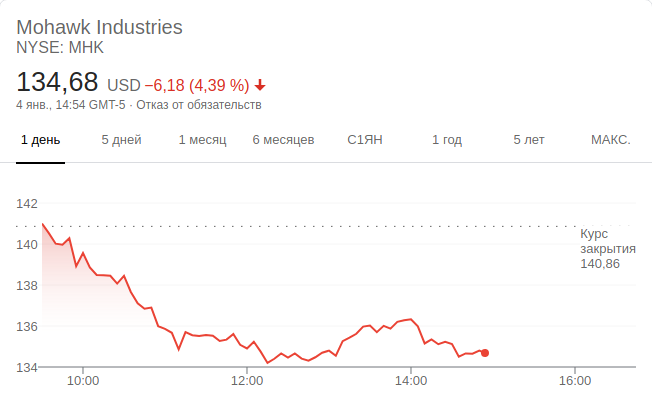 Mohawk Industries
NYSE: MHK
134,68 USD −6,18 (4,39 %)
4 янв., 14:54 GMT-5 · Отказ от обязательств
1 день 5 дней 1 месяц 6 месяцев С1ЯН 1 год 5 лет МАКС.
142
Курс
закрытия
140,86
140
138
136
134
10:00 12:00 14:00 16:00